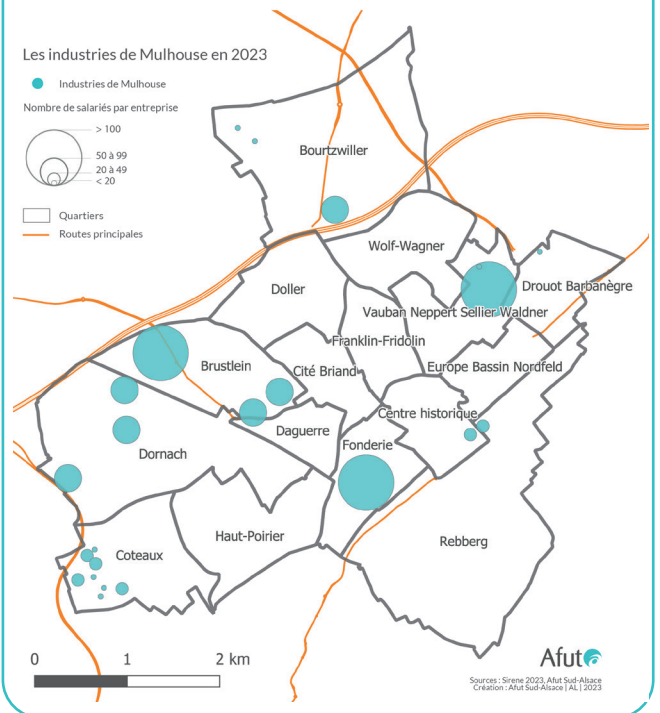 Les industries de Mulhouse en 2023
Industries de Mulhouse
Nombre de salariés par entreprise
> 100
50 à 99
20 à 49
< 20
Quartiers
Routes principales
Bourtzwiller
Wolf-Wagner
Doller
Drouot Barbanègre
Vauban Neppert Sellier Waldner
Franklin-Fridolin
Brustlein
Cité Briand
Europe Bassin Nordfeld
Centre historique
Daguerre
Fonderie
Dornach
Haut-Poirier
Rebberg
Coteaux
0 1 2 km
Afut
Sources : Sirene 2023, Afut Sud-Alsace
Création : Afut Sud-Alsace | AL | 2023